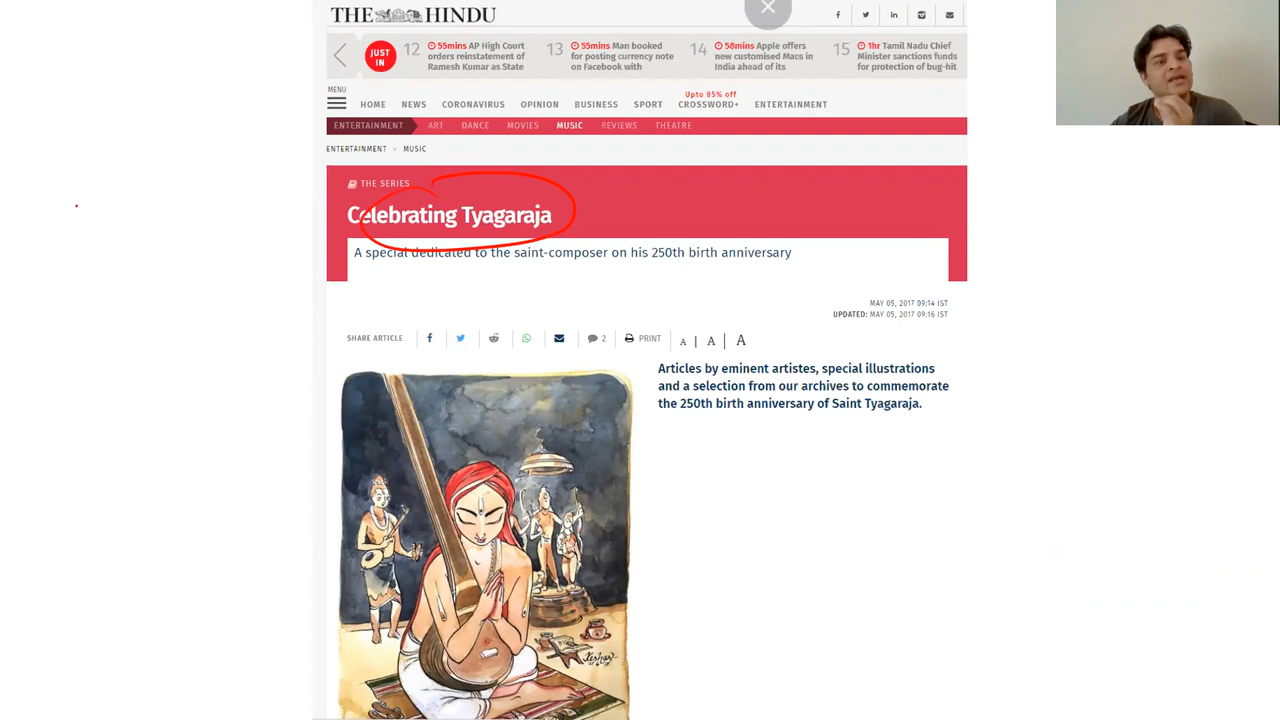 THE HINDU
JUST IN
12 55mins AP High Court orders reinstatement of Ramesh Kumar as State
13 55mins Man booked for posting currency note on Facebook with
14 58mins Apple offers new customised Macs in India ahead of its
15 1hr Tamil Nadu Chief Minister sanctions funds for protection of bug-hit
MENU
Upto 85% off
HOME NEWS CORONAVIRUS OPINION BUSINESS SPORT CROSSWORD+ ENTERTAINMENT
ENTERTAINMENT ART DANCE MOVIES MUSIC REVIEWS THEATRE
ENTERTAINMENT » MUSIC
THE SERIES
Celebrating Tyagaraja
A special dedicated to the saint-composer on his 250th birth anniversary
MAY 05, 2017 09:14 IST
UPDATED: MAY 05, 2017 09:16 IST
SHARE ARTICLE 2 PRINT A | A | A
Articles by eminent artistes, special illustrations
and a selection from our archives to commemorate
the 250th birth anniversary of Saint Tyagaraja.
Keshav